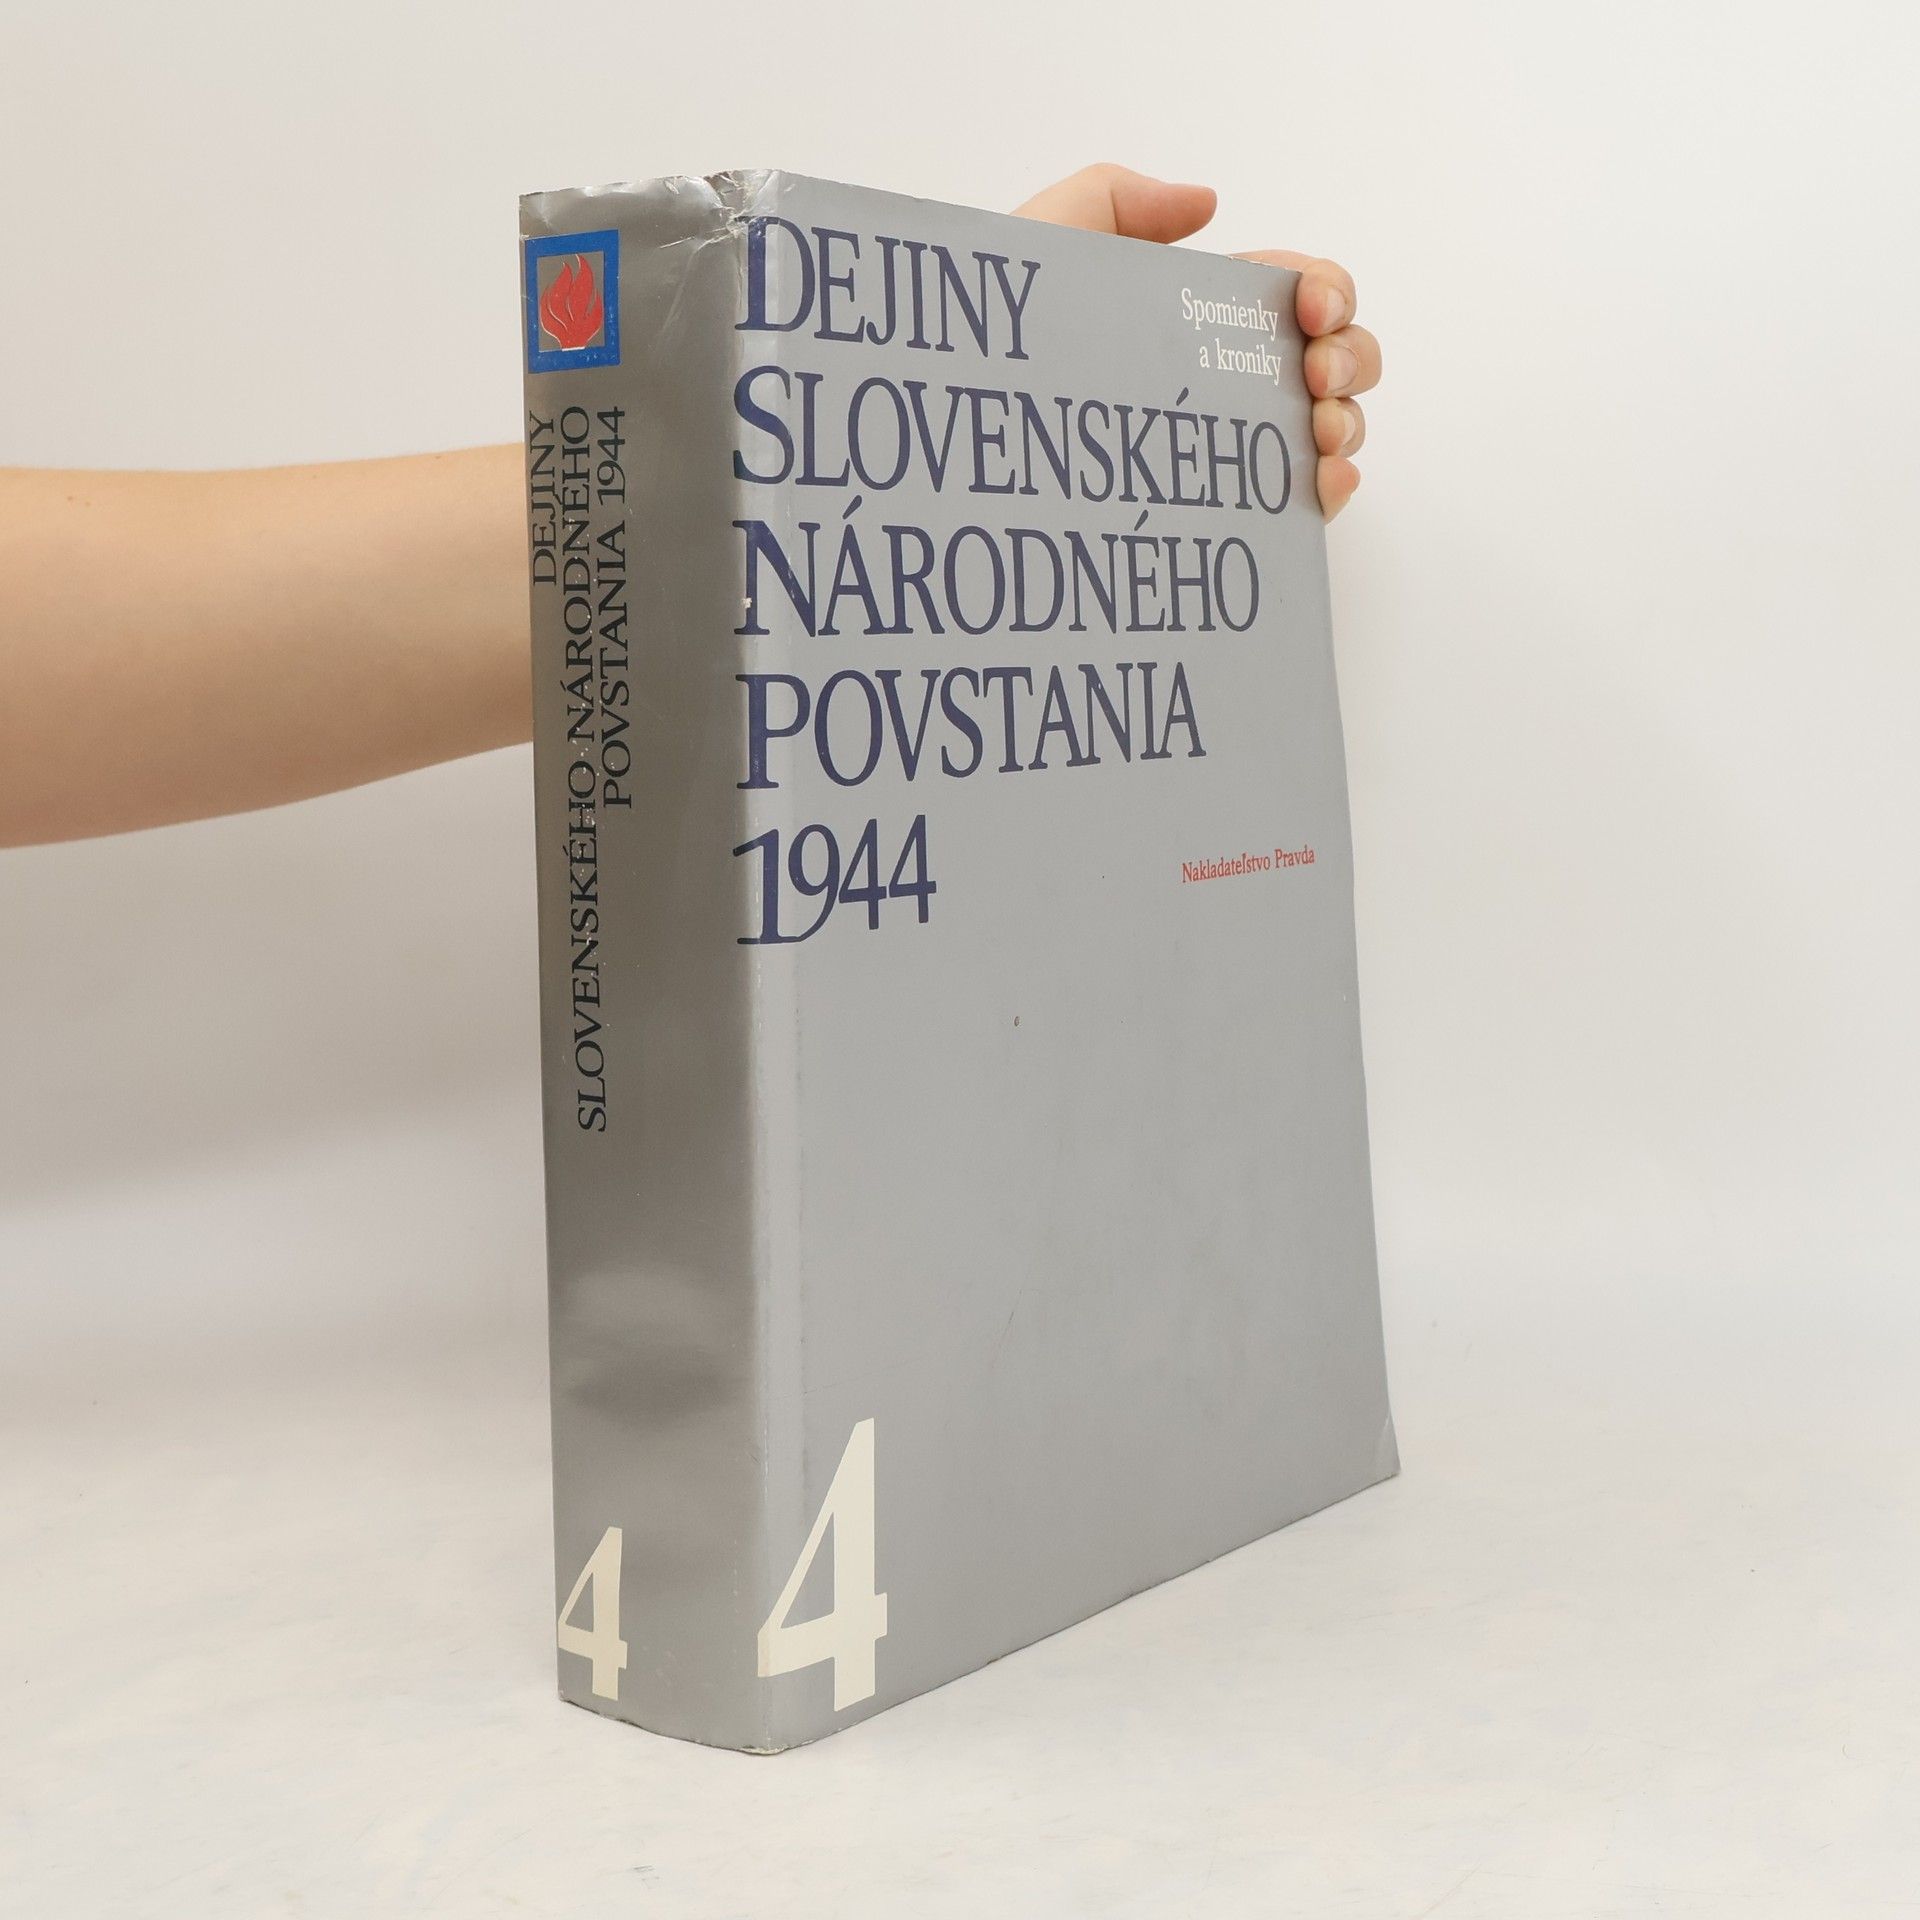 DEJINY
SLOVENSKÉHO NÁRODNÉHO
POVSTANIA 1944
4
DEJINY
SLOVENSKÉHO
NÁRODNÉHO
POVSTANIA
1944
Spomienky
a kroniky
Nakladateľstvo Pravda
4